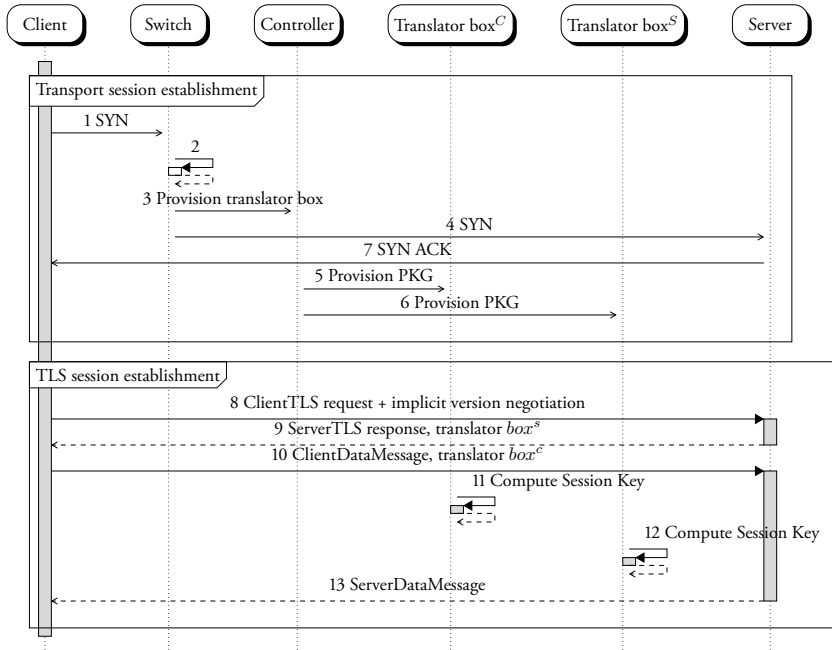 Client
Switch
Controller
Translator box^C
Translator box^S
Server
Transport session establishment
1 SYN
2
3 Provision translator box
4 SYN
7 SYN ACK
5 Provision PKG
6 Provision PKG
TLS session establishment
8 ClientTLS request + implicit version negotiation
9 ServerTLS response, translator box^s
10 ClientDataMessage, translator box^c
11 Compute Session Key
12 Compute Session Key
13 ServerDataMessage